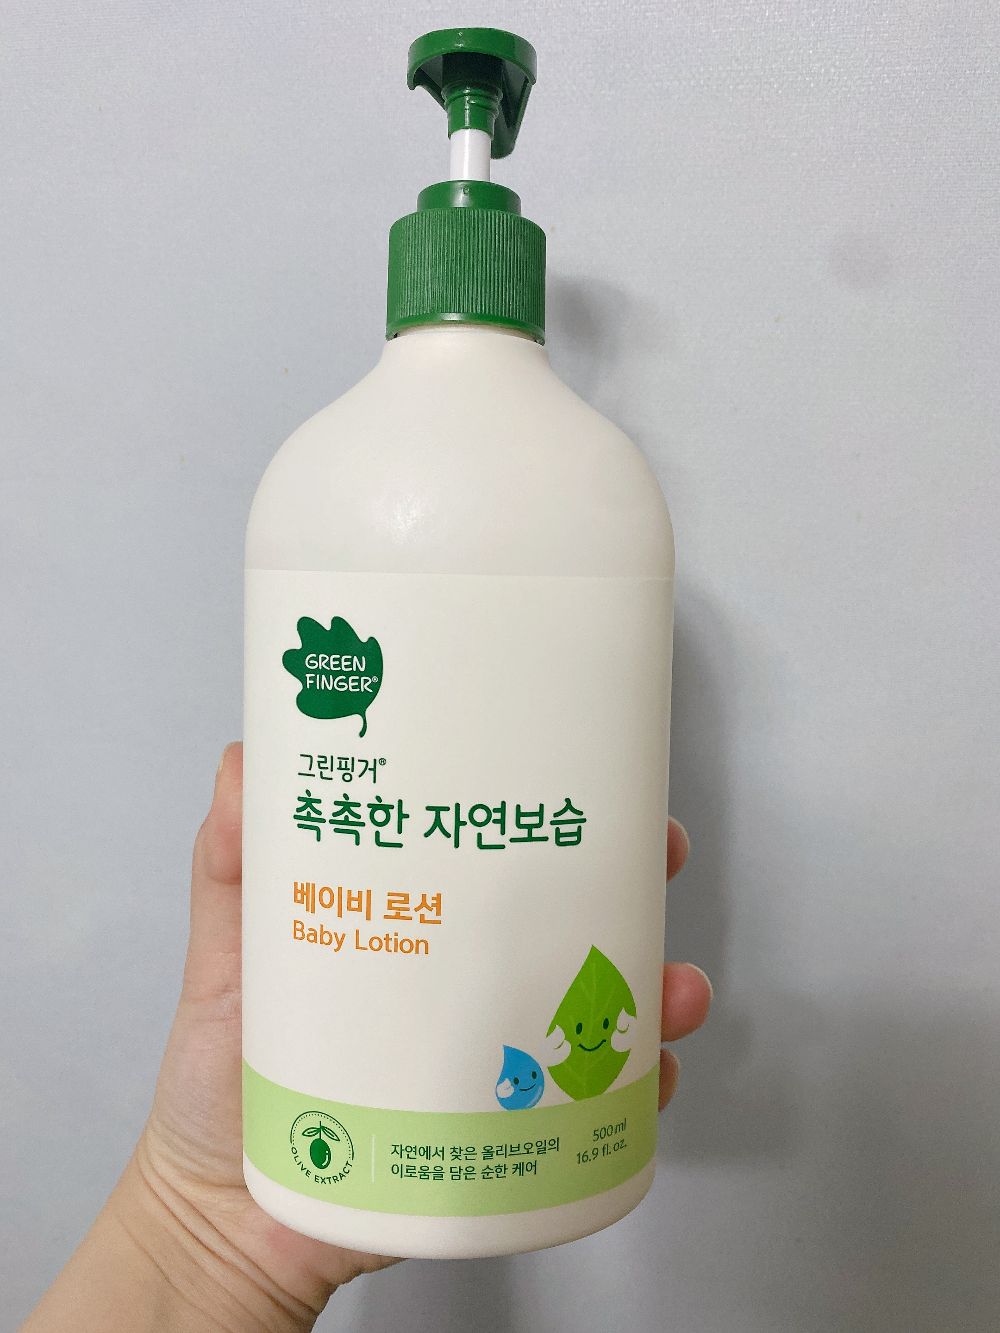 GREEN
FINGER®
그린핑거®
촉촉한 자연보습
베이비 로션
Baby Lotion
OLIVE EXTRACT
자연에서 찾은 올리브오일의
이로움을 담은 순한 케어
500ml
16.9 fl. oz.